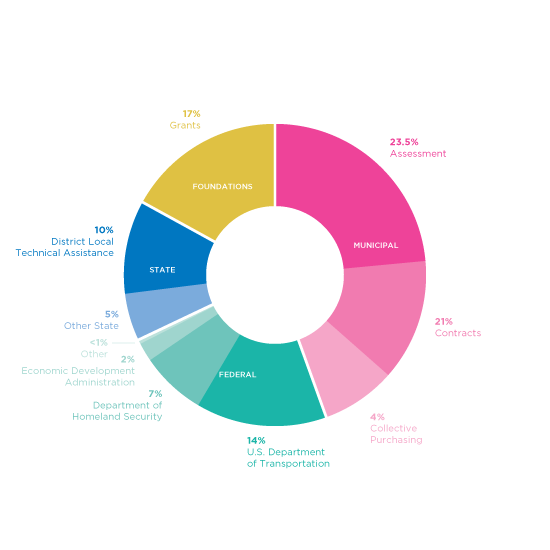 17%
Grants
23.5%
Assessment
FOUNDATIONS
10%
District Local
Technical Assistance
MUNICIPAL
STATE
5%
Other State
21%
Contracts
<1%
Other
2%
Economic Development
Administration
FEDERAL
7%
Department of
Homeland Security
4%
Collective
Purchasing
14%
U.S. Department
of Transportation